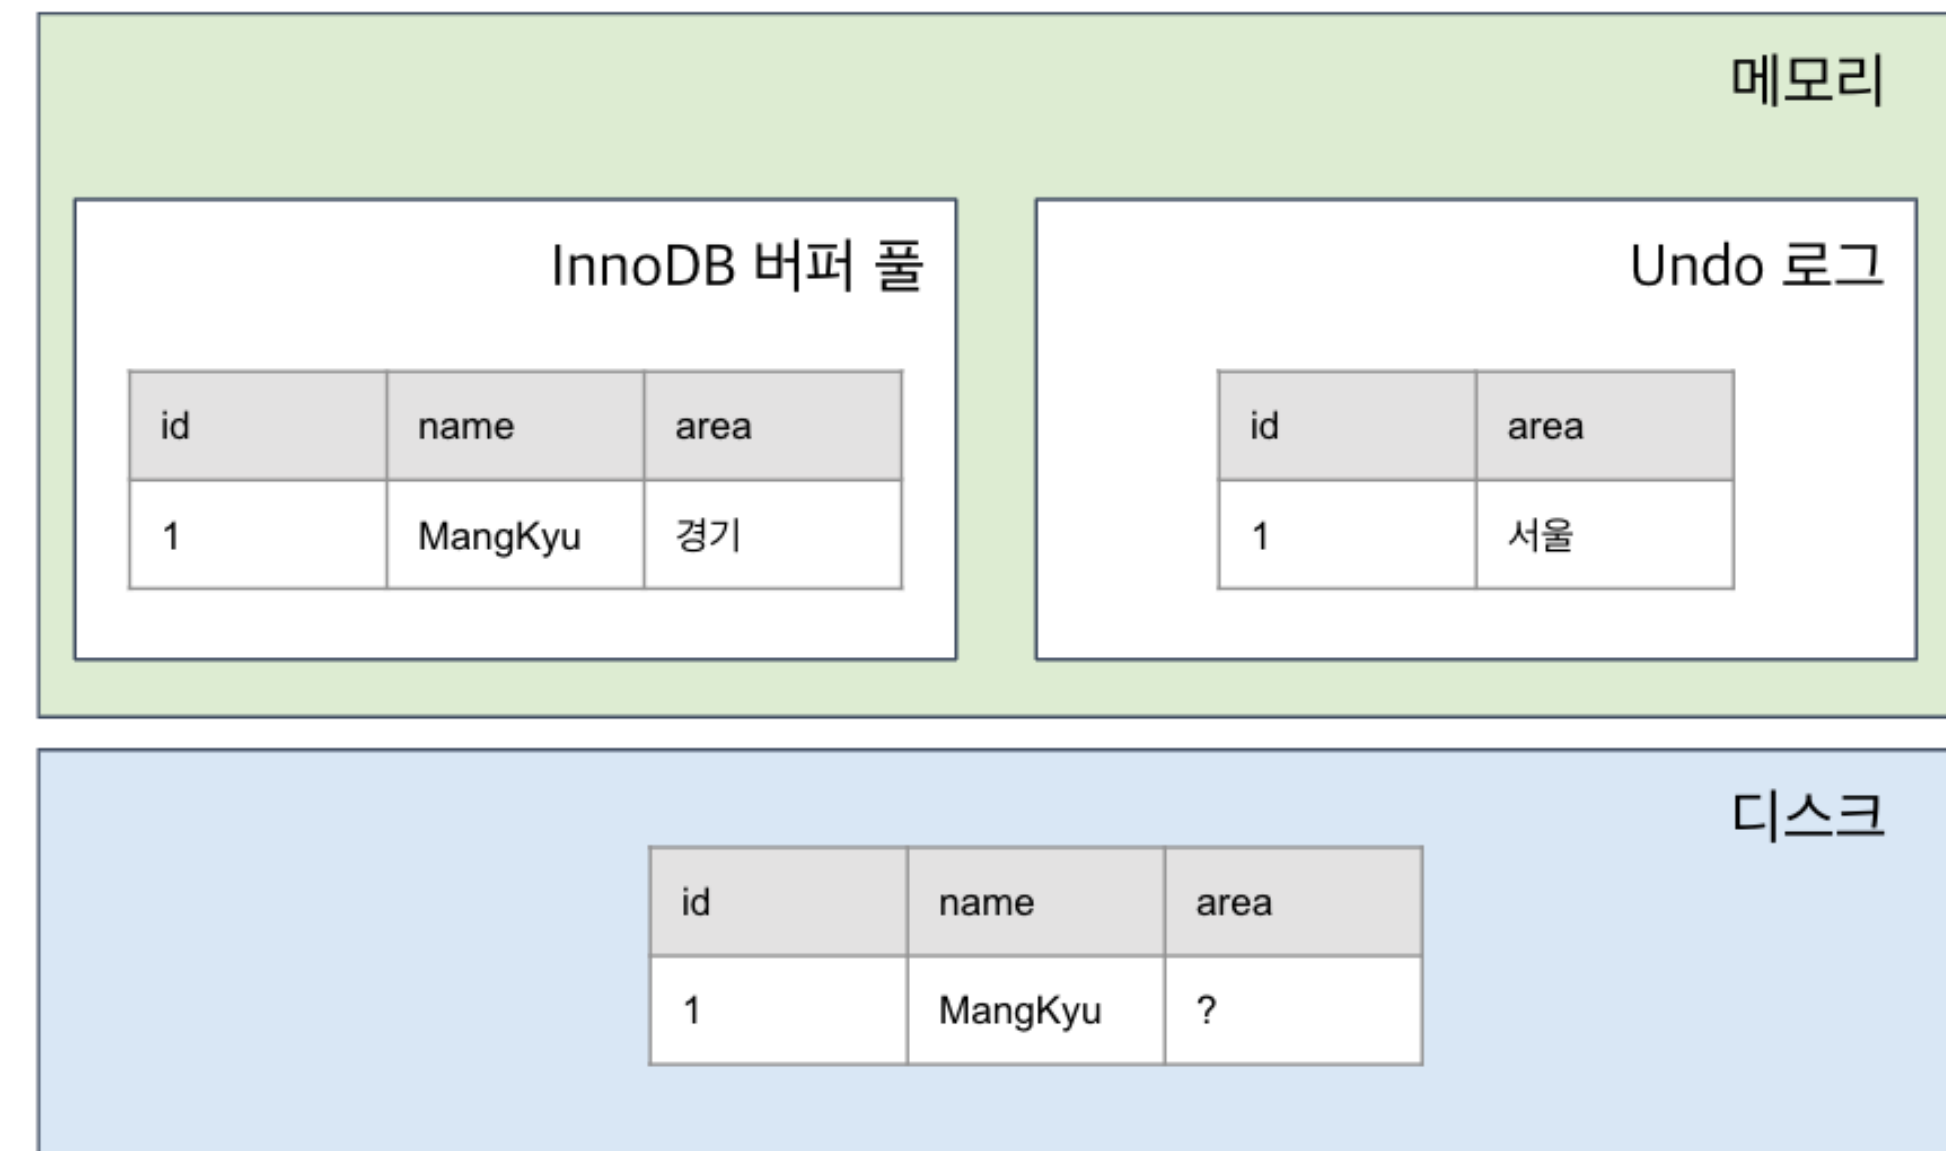 메모리
InnoDB 버퍼 풀
id name area
1 MangKyu 경기
Undo 로그
id area
1 서울
디스크
id name area
1 MangKyu ?